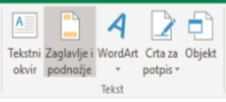 Tekstni okvir
Zaglavlje i podnožje
WordArt
Crta za potpis
Objekt
Tekst